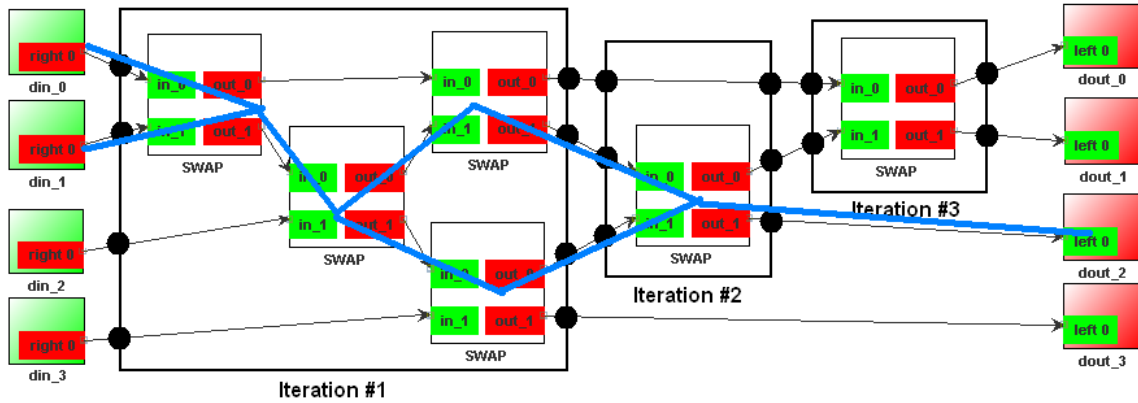 right 0
din_0
right 0
din_1
right 0
din_2
right 0
din_3
in_0 out_0
in_1 out_1
SWAP
in_0 out_0
in_1 out_1
SWAP
in_0 out_0
in_1 out_1
SWAP
in_0 out_0
in_1 out_1
SWAP
Iteration #1
in_0 out_0
in_1 out_1
SWAP
Iteration #2
in_0 out_0
in_1 out_1
SWAP
Iteration #3
left 0
dout_0
left 0
dout_1
left 0
dout_2
left 0
dout_3